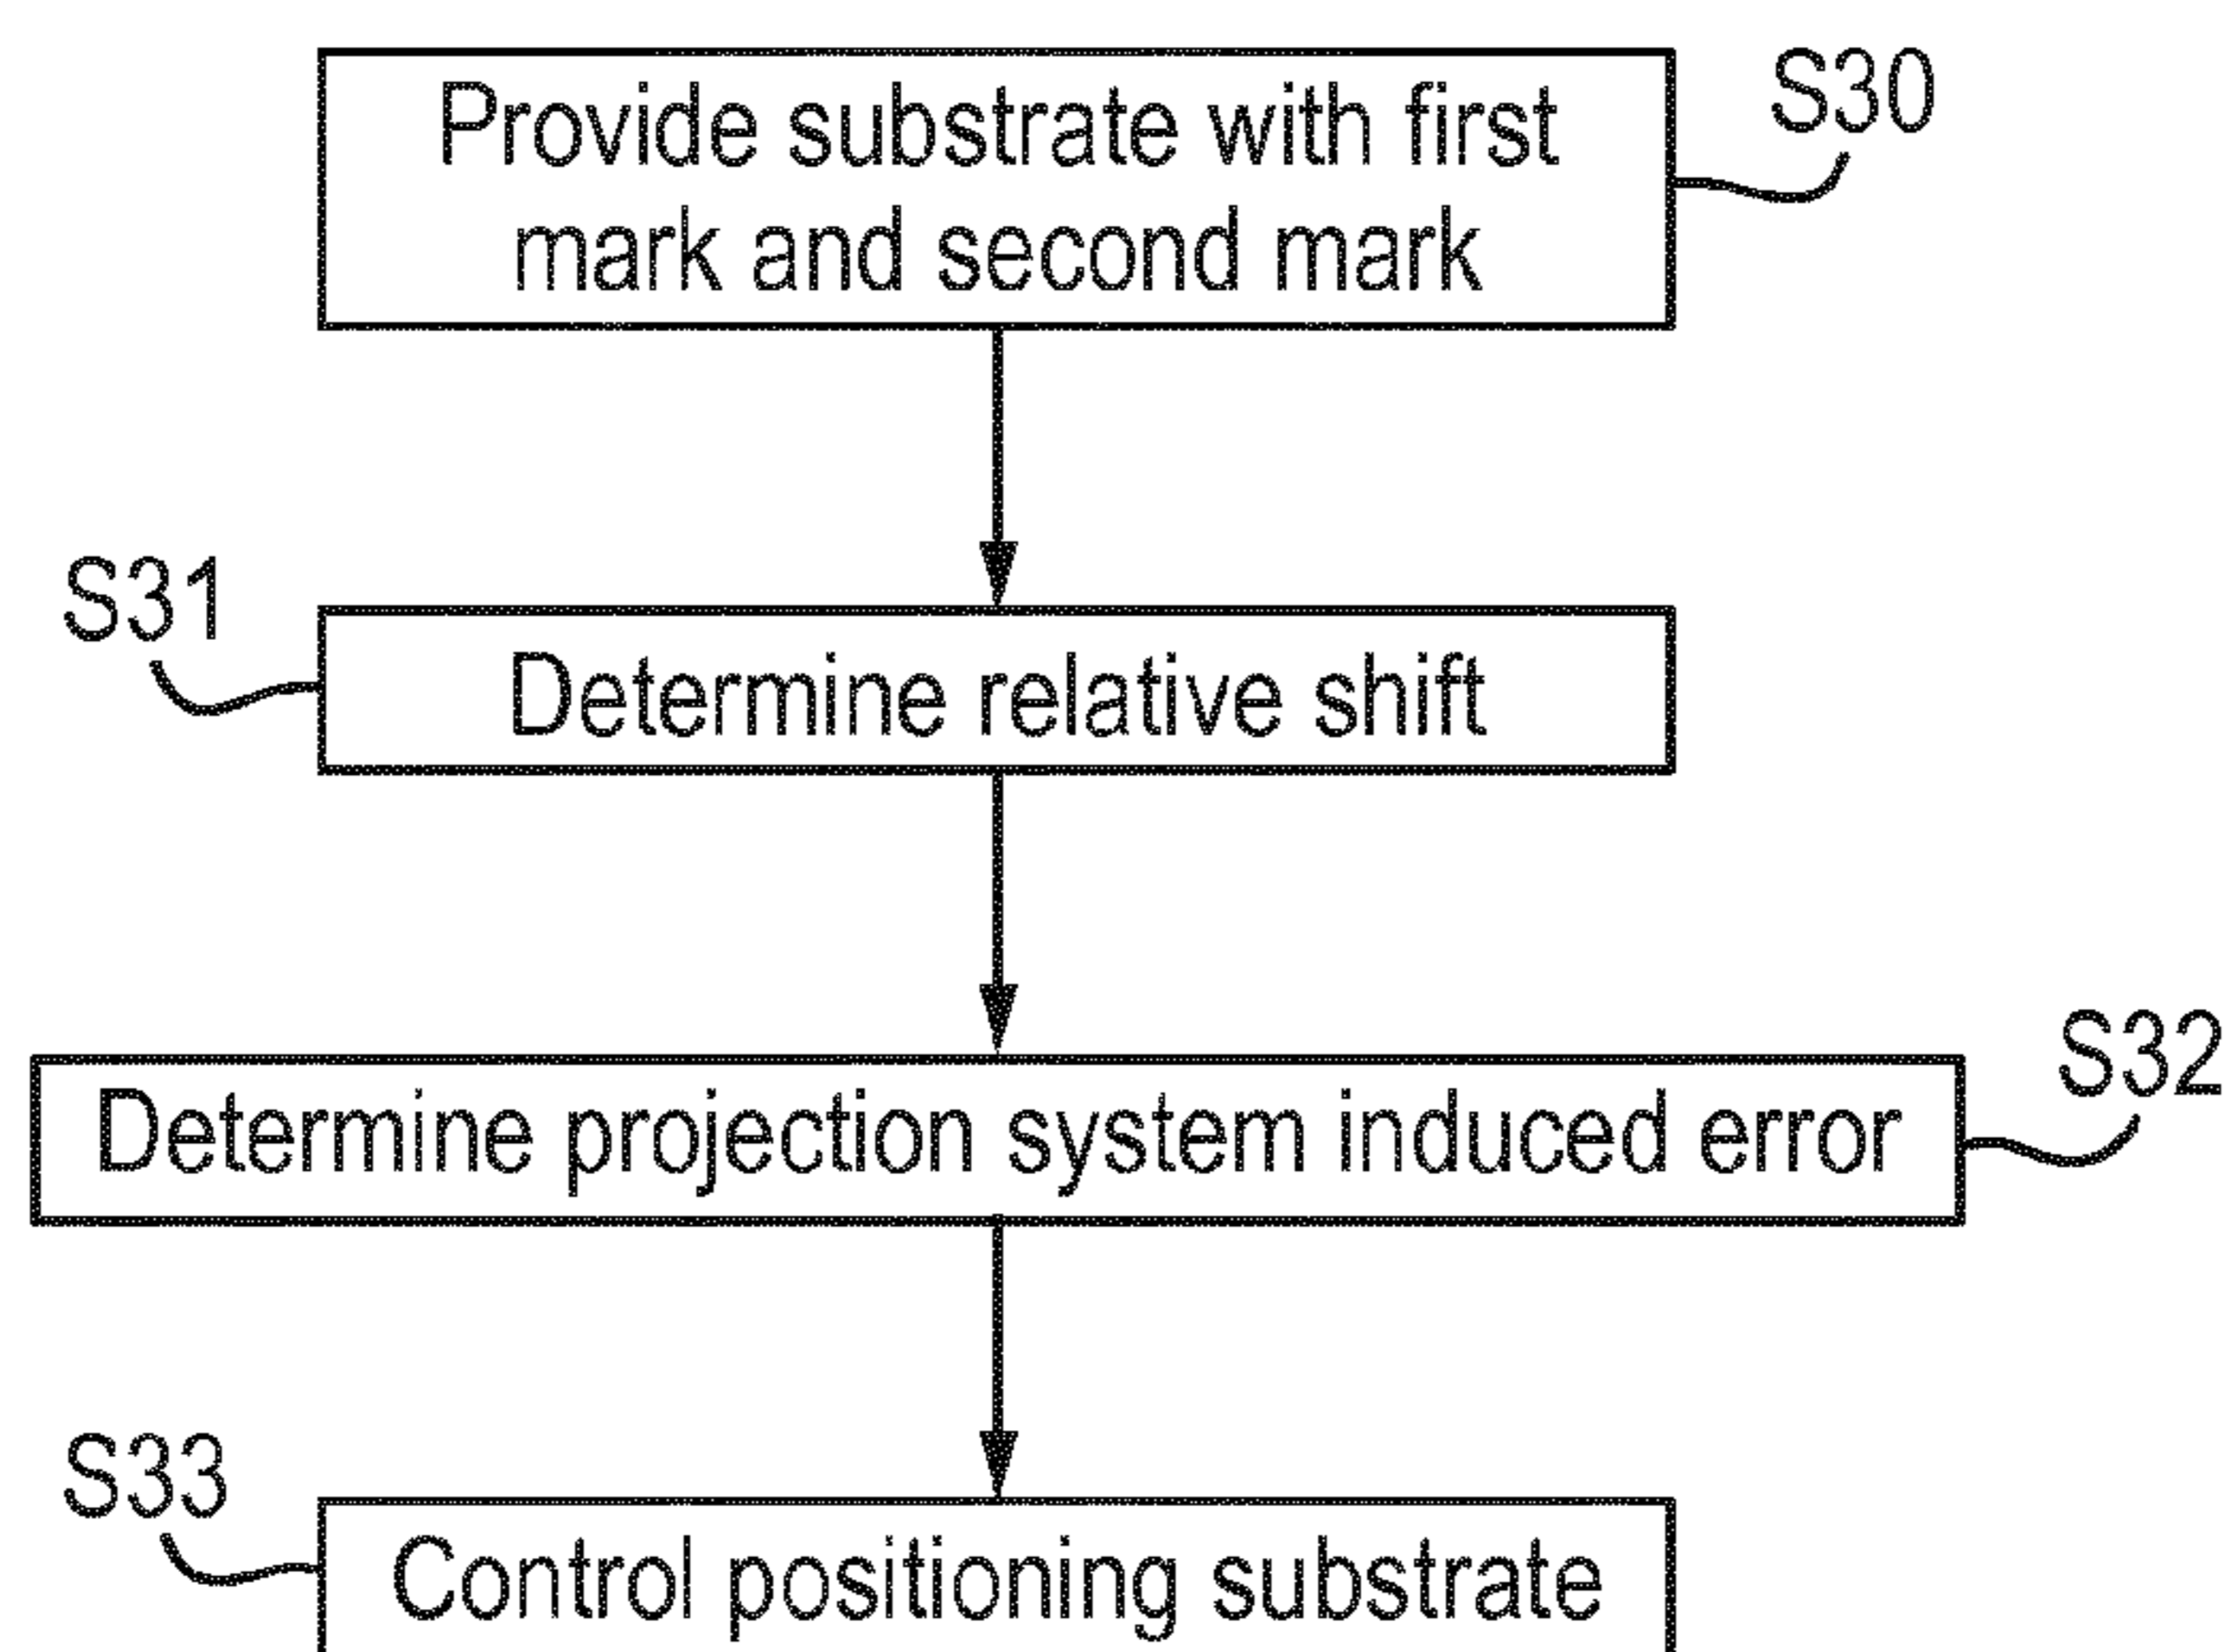 Provide substrate with first
mark and second mark
S30
S31
Determine relative shift
Determine projection system induced error
S32
S33
Control positioning substrate